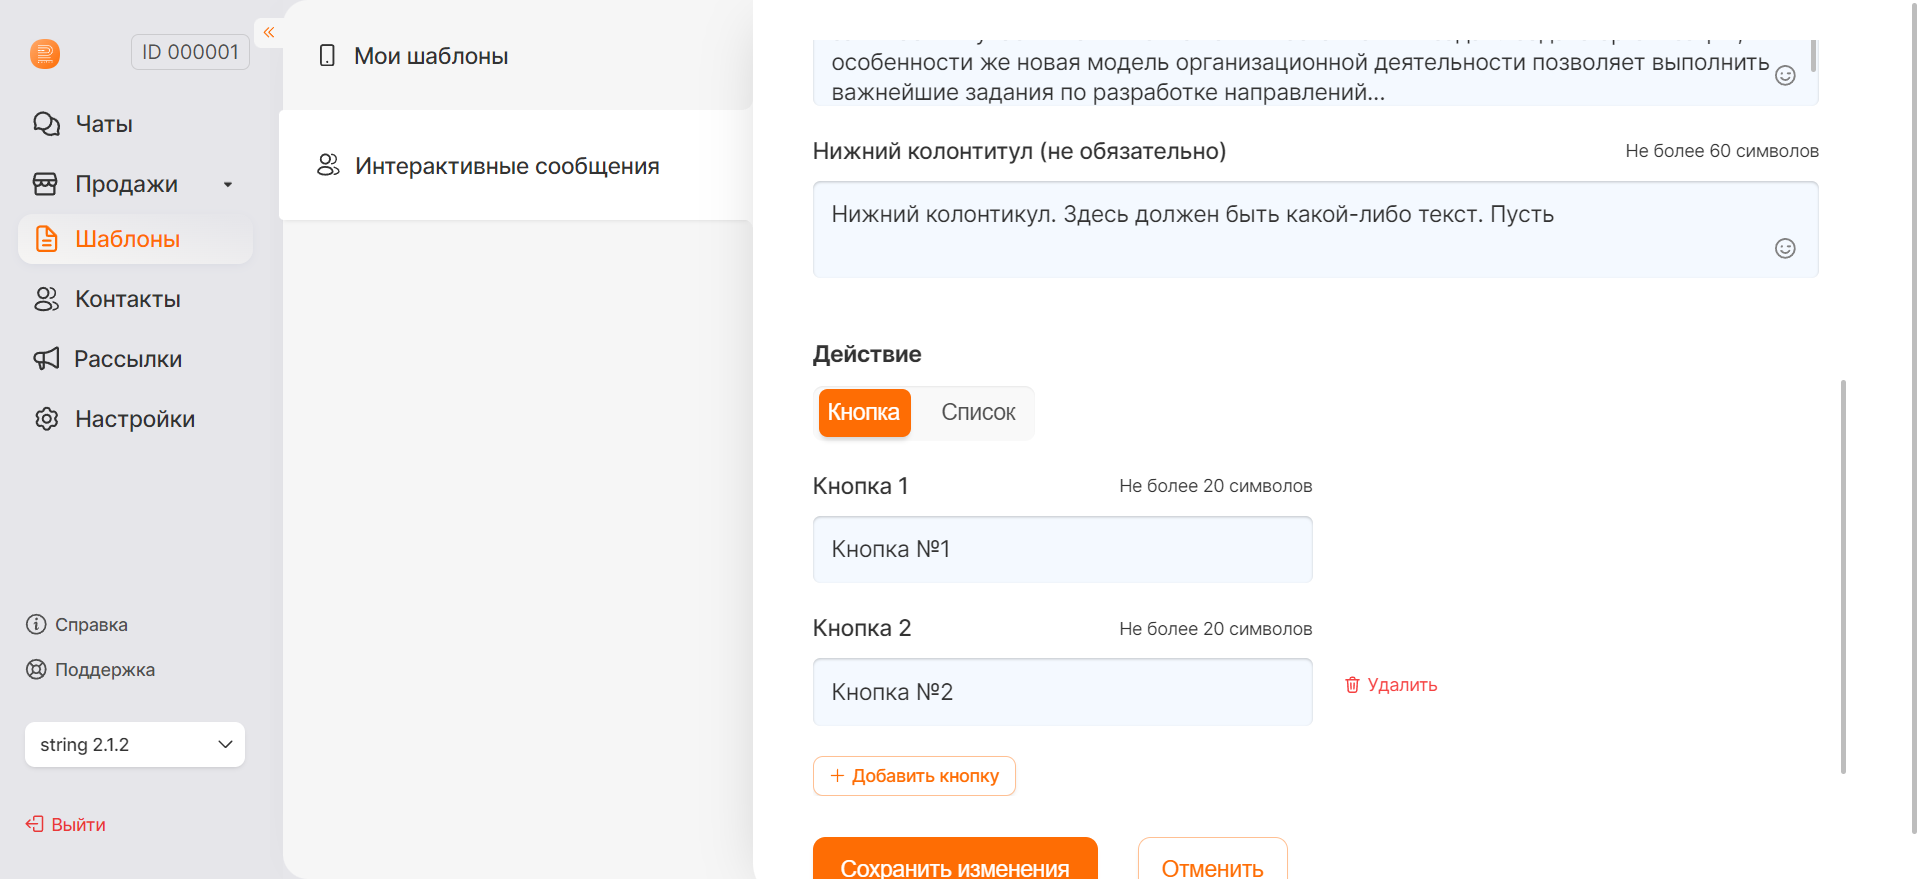 ID 000001
Чаты
Продажи
Шаблоны
Контакты
Рассылки
Настройки
Справка
Поддержка
string 2.1.2
Выйти
Мои шаблоны
Интерактивные сообщения
особенности же новая модель организационной деятельности позволяет выполнить
важнейшие задания по разработке направлений...
Нижний колонтитул (не обязательно)
Не более 60 символов
Нижний колонтикул. Здесь должен быть какой-либо текст. Пусть
Действие
Кнопка
Список
Кнопка 1
Не более 20 символов
Кнопка №1
Кнопка 2
Не более 20 символов
Кнопка №2
Удалить
+ Добавить кнопку
Сохранить изменения
Отменить